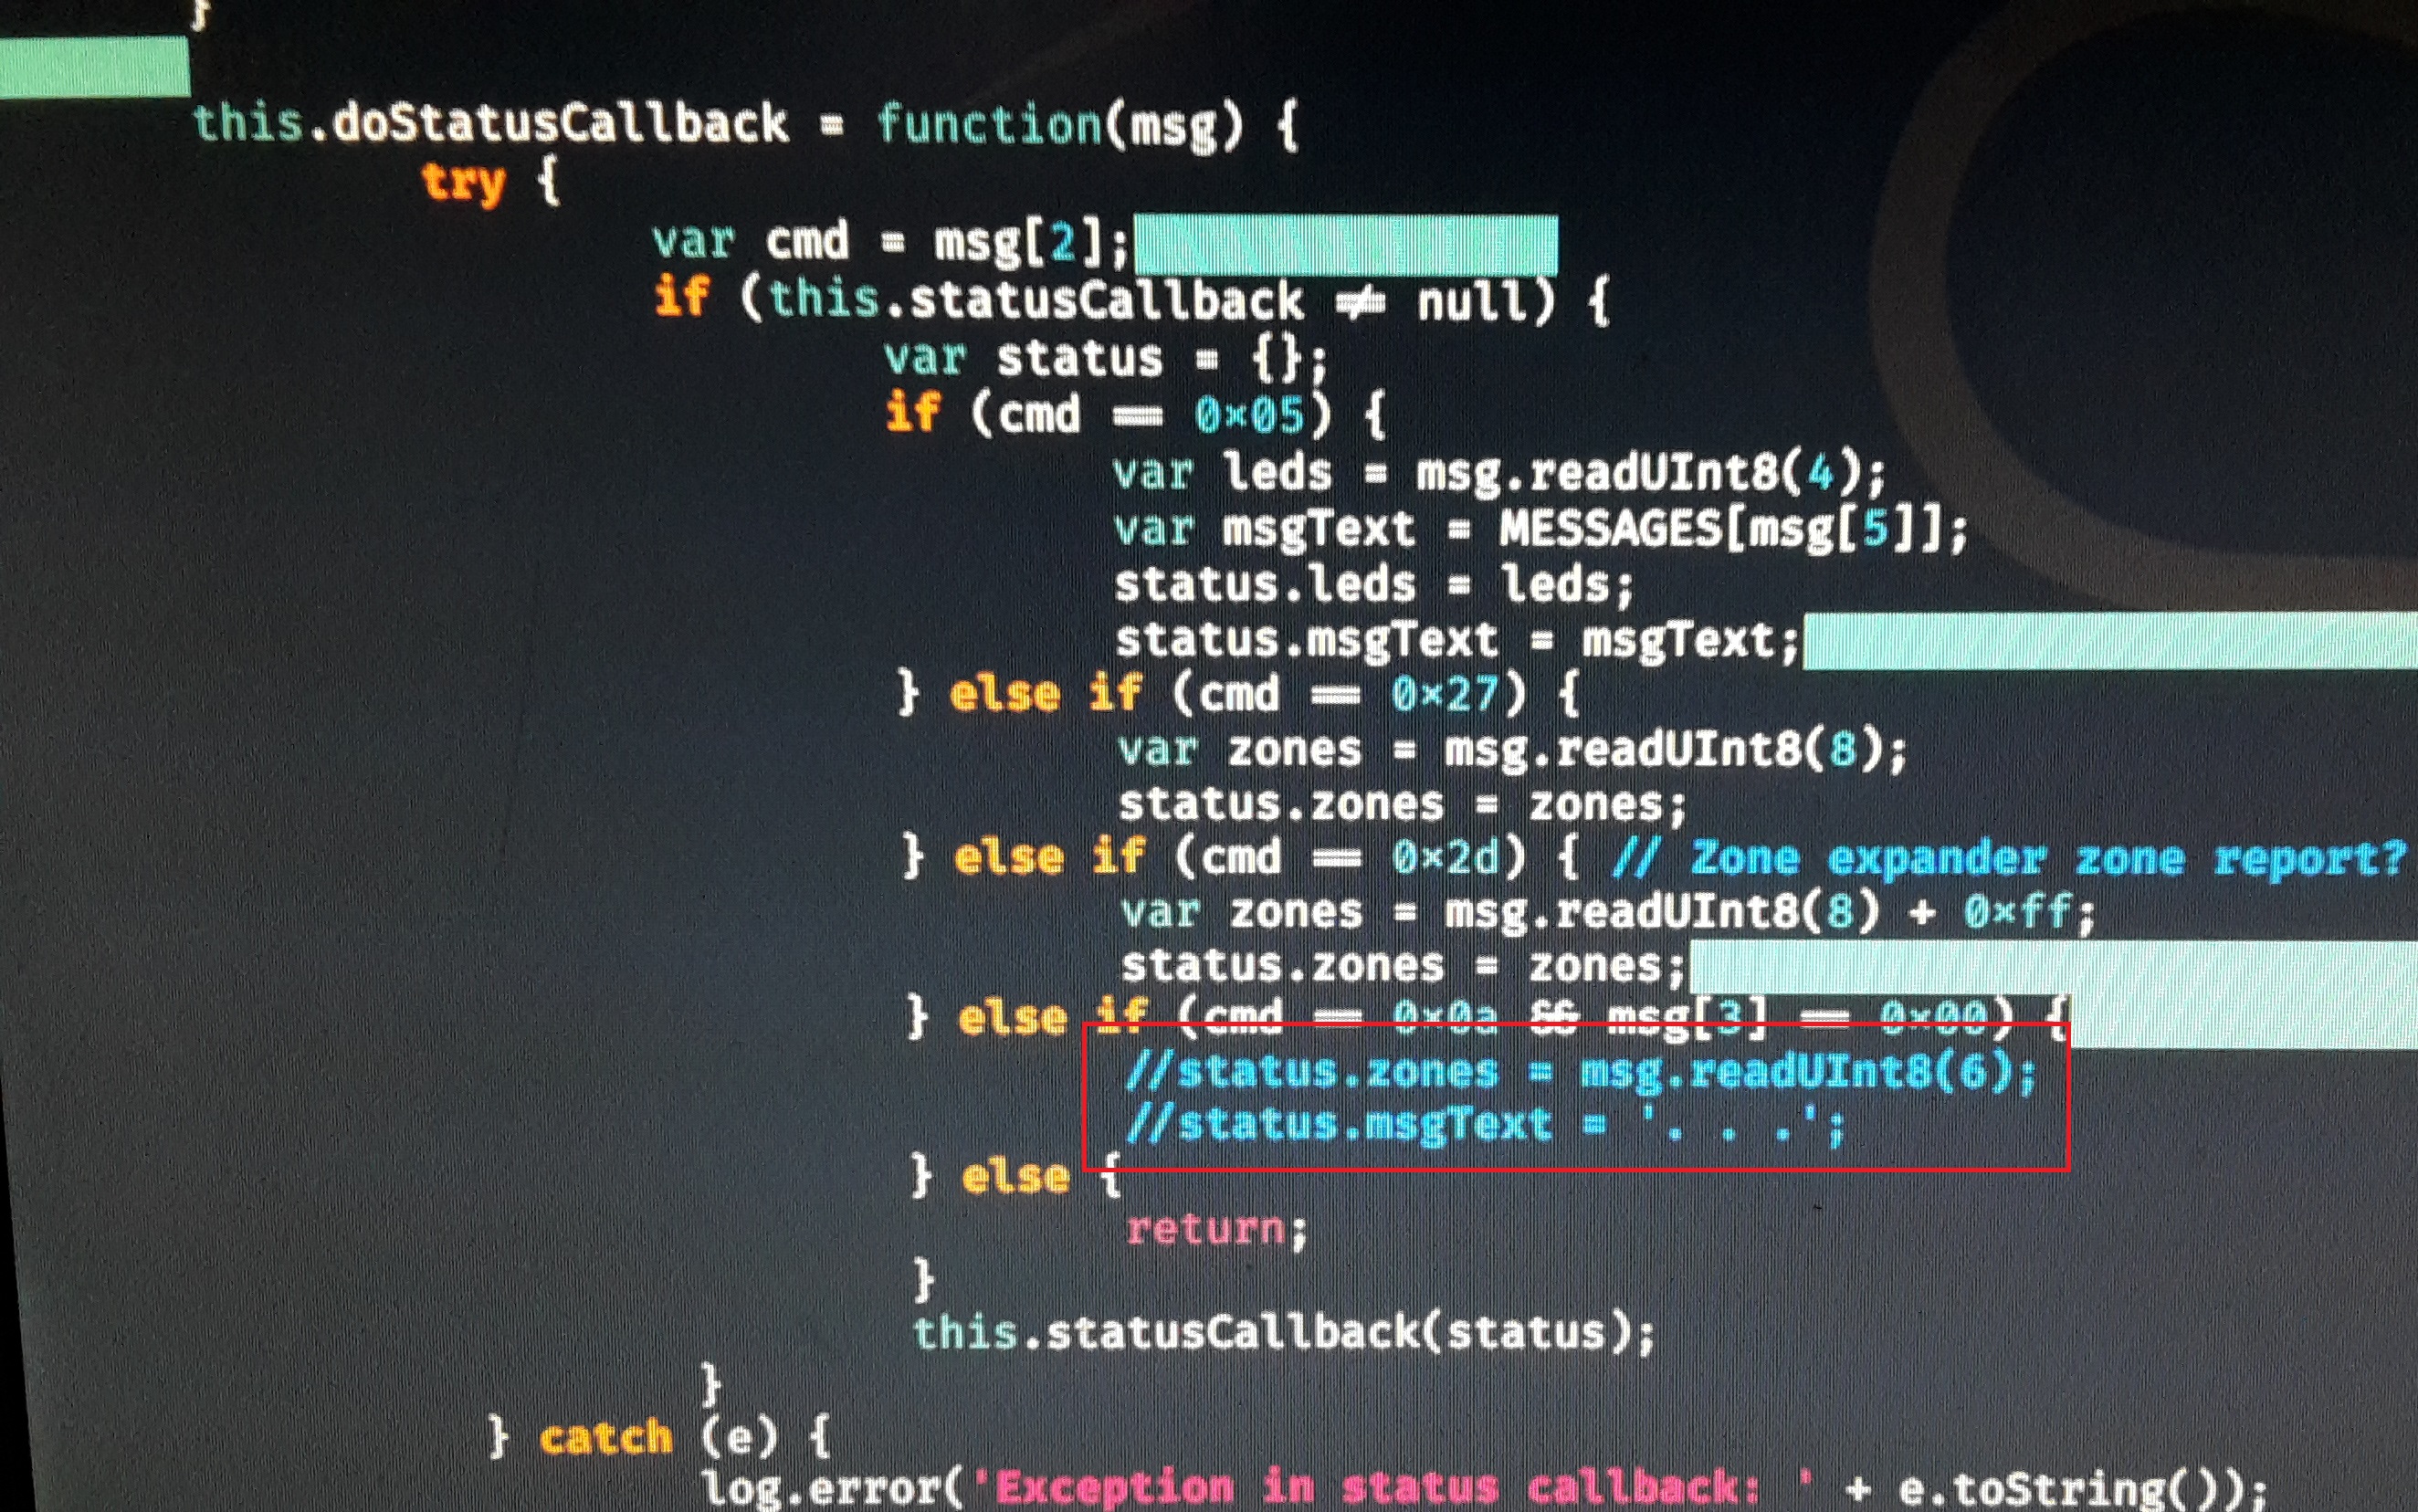 }
this.doStatusCallback = function(msg) {
try {
var cmd = msg[2];
if (this.statusCallback ≠ null) {
var status = {};
if (cmd == 0×05) {
var leds = msg.readUInt8(4);
var msgText = MESSAGES[msg[5]];
status.leds = leds;
status.msgText = msgText;
} else if (cmd == 0×27) {
var zones = msg.readUInt8(8);
status.zones = zones;
} else if (cmd == 0×2d) { // Zone expander zone report?
var zones = msg.readUInt8(8) + 0×ff;
status.zones = zones;
} else if (cmd == 0×0a && msg[3] == 0×00) {
//status.zones = msg.readUInt8(6);
//status.msgText = '. . .';
} else {
return;
}
this.statusCallback(status);
}
} catch (e) {
log.error('Exception in status callback: ' + e.toString());